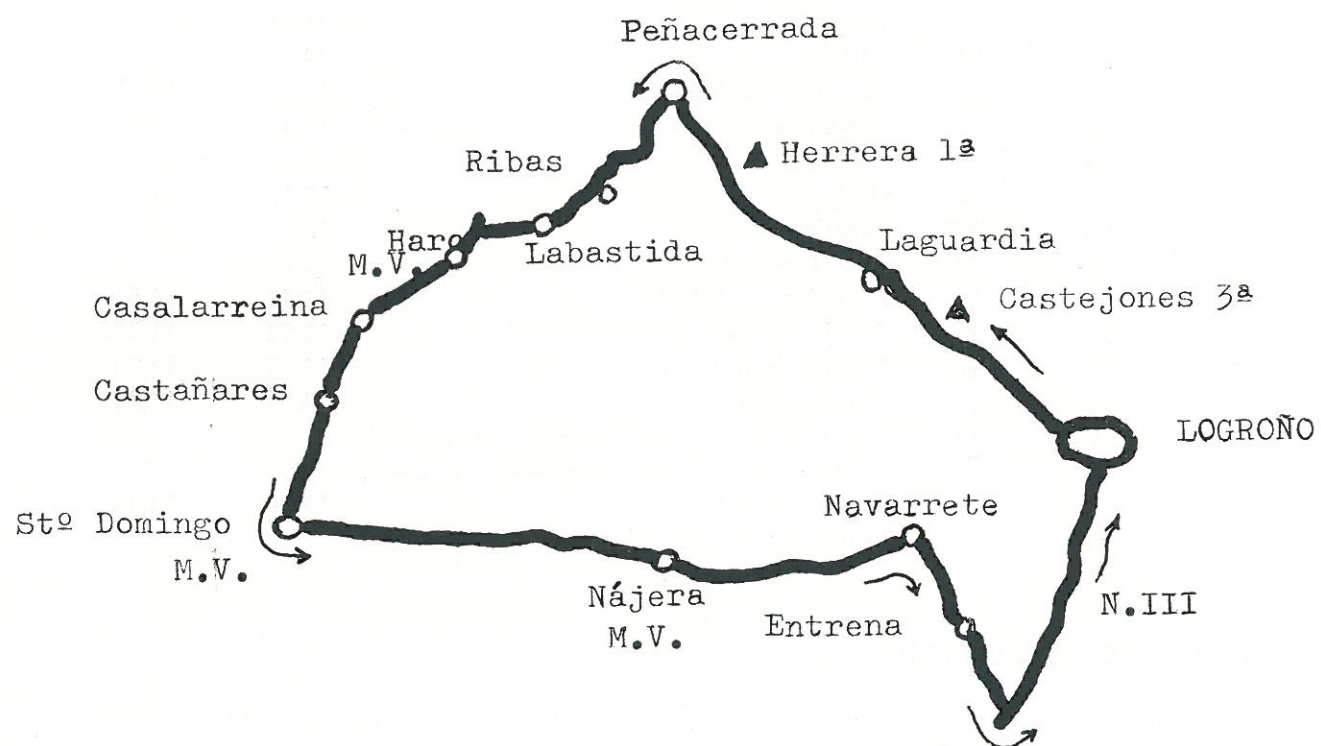 Peñacerrada
Herrera 1ª
Ribas
Laguardia
Haro
M.V.
Labastida
Castejones 3ª
Casalarreina
Castañares
LOGROÑO
Navarrete
Stº Domingo
M.V.
Nájera
M.V.
Entrena
N.III